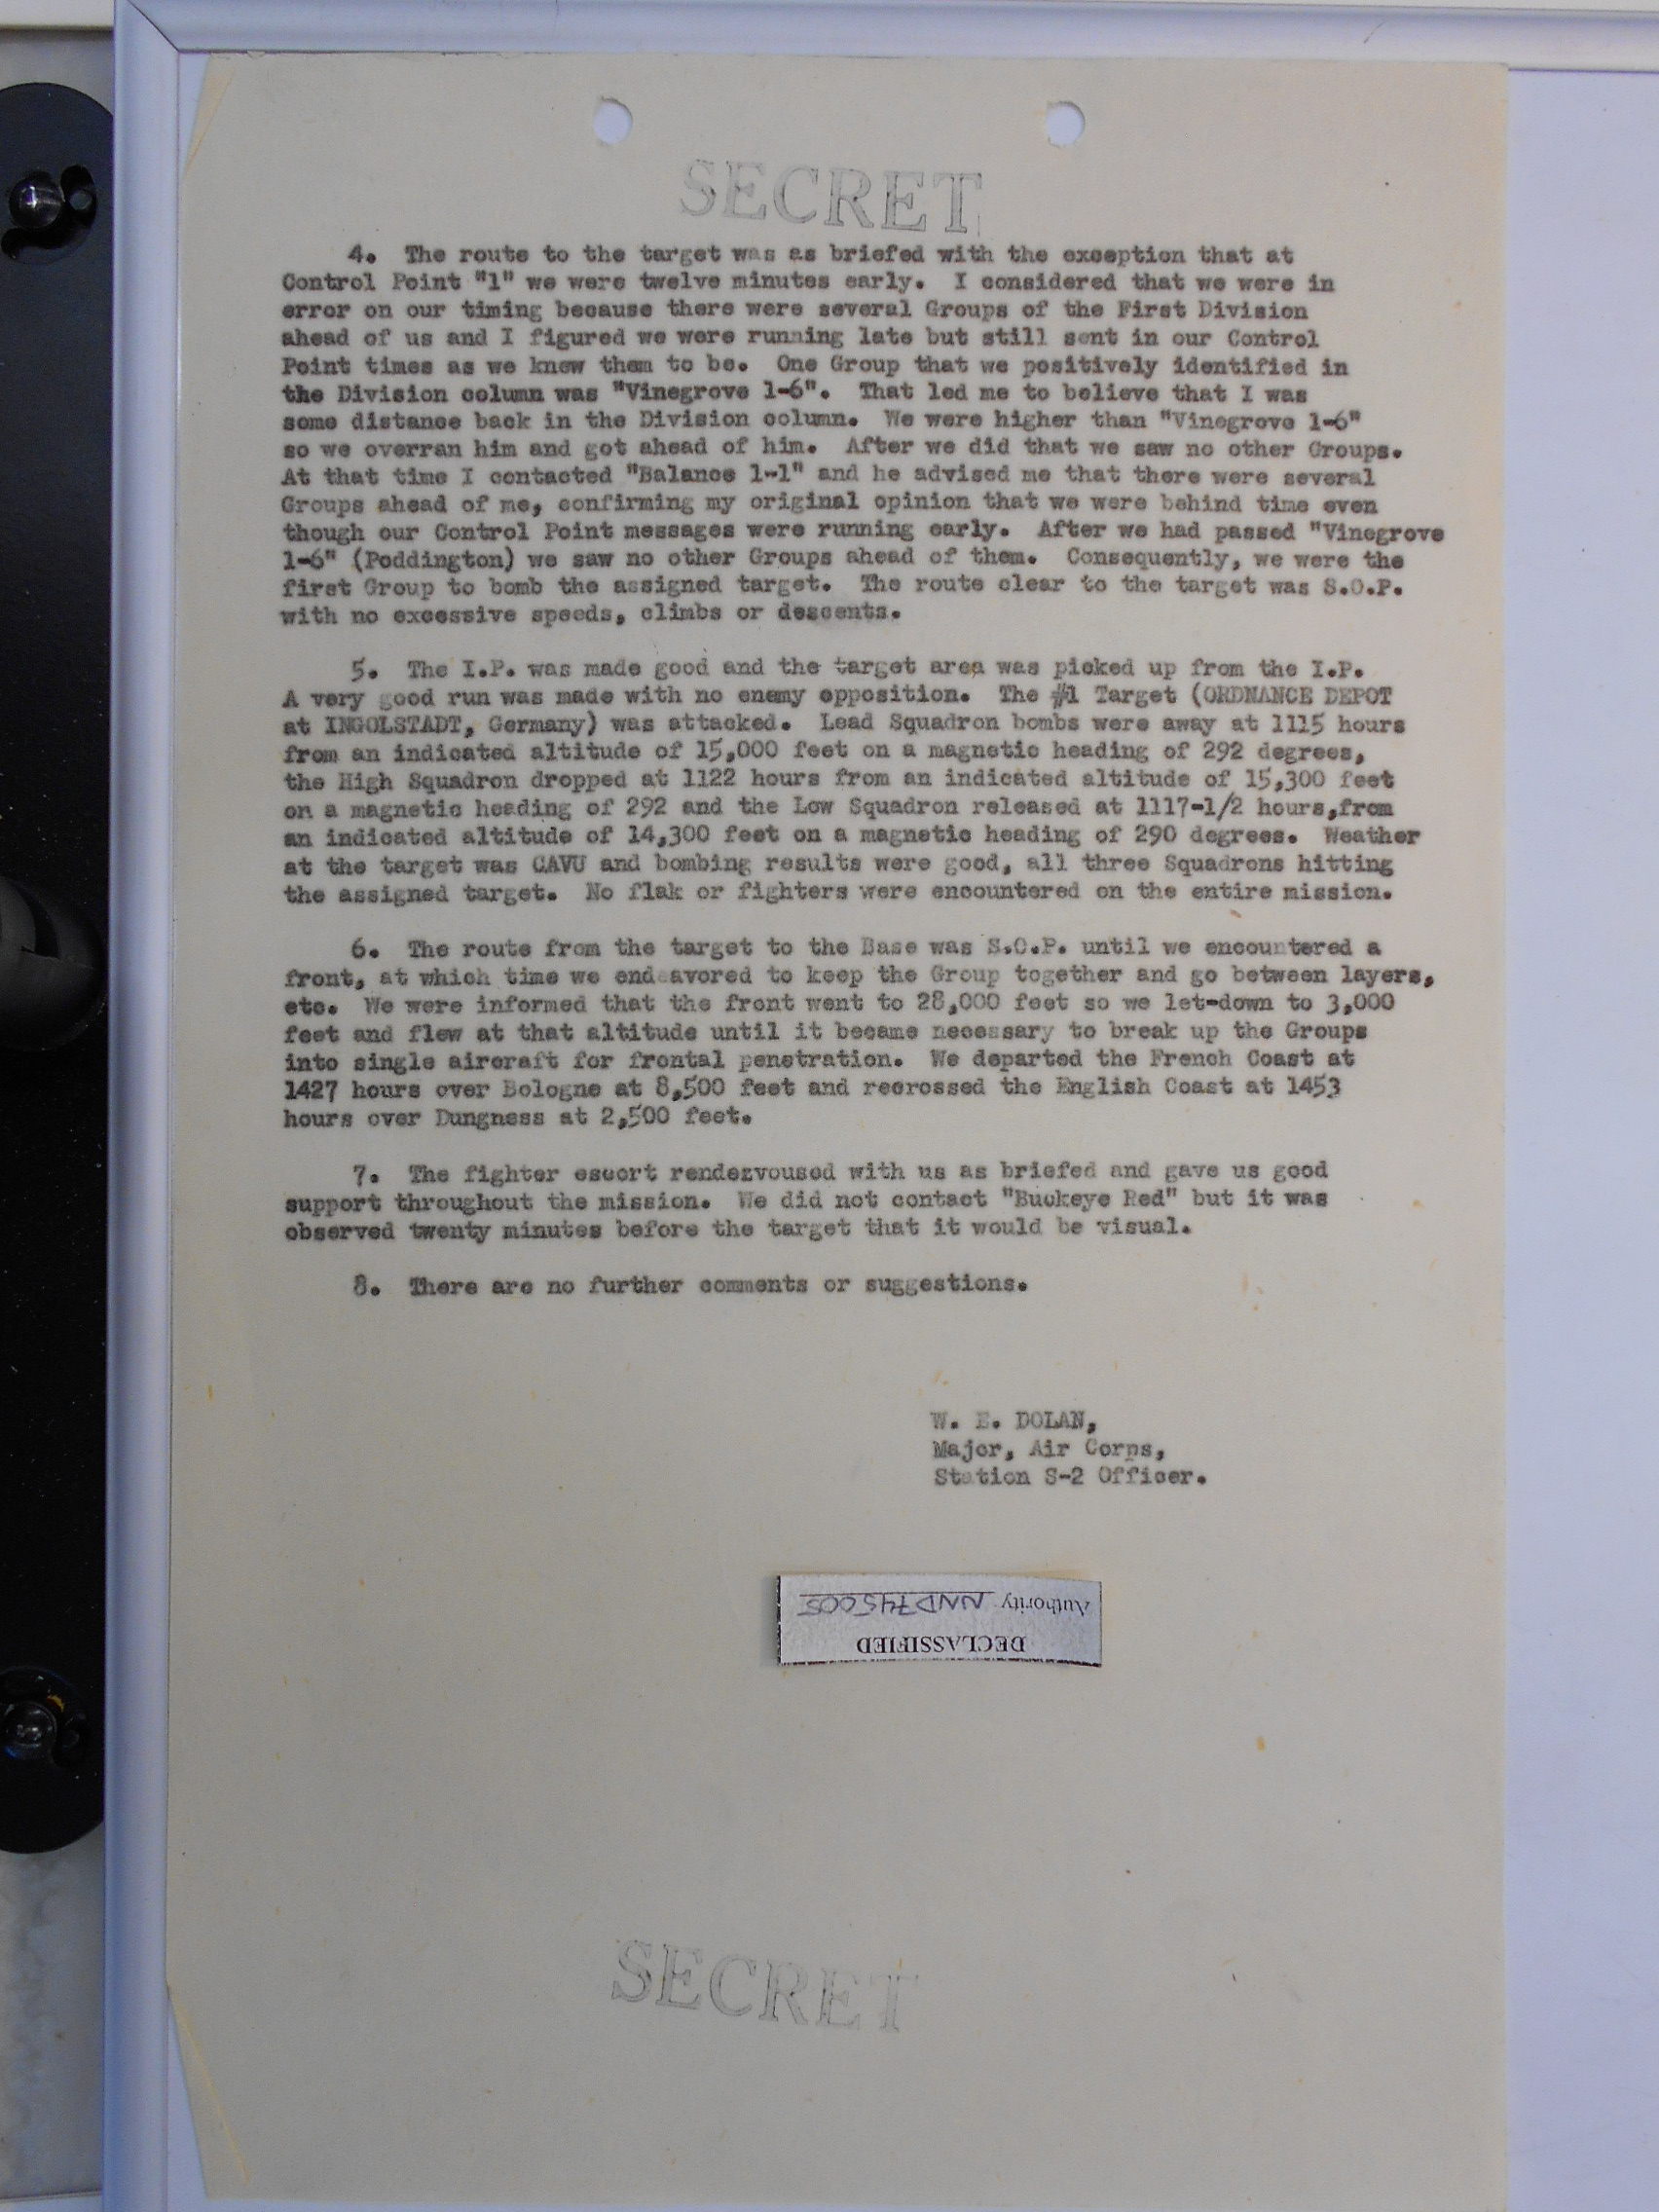 SECRET
4. The route to the target was as briefed with the exception that at
Control Point "1" we were twelve minutes early. I considered that we were in
error on our timing because there were several Groups of the First Division
ahead of us and I figured we were running late but still sent in our Control
Point times as we knew them to be. One Group that we positively identified in
the Division column was "Vinegrove 1-6". That led me to believe that I was
some distance back in the Division column. We were higher than "Vinegrove 1-6"
so we overran him and got ahead of him. After we did that we saw no other Groups.
At that time I contacted "Balance 1-1" and he advised me that there were several
Groups ahead of me, confirming my original opinion that we were behind time even
though our Control Point messages were running early. After we had passed "Vinegrove
1-6" (Poddington) we saw no other Groups ahead of them. Consequently, we were the
first Group to bomb the assigned target. The route clear to the target was S.O.P.
with no excessive speeds, climbs or descents.
5. The I.P. was made good and the target area was picked up from the I.P.
A very good run was made with no enemy opposition. The #1 Target (ORDNANCE DEPOT
at INGOLSTADT, Germany) was attacked. Lead Squadron bombs were away at 1115 hours
from an indicated altitude of 15,000 feet on a magnetic heading of 292 degrees,
the High Squadron dropped at 1122 hours from an indicated altitude of 15,300 feet
on a magnetic heading of 292 and the Low Squadron released at 1117-1/2 hours,from
an indicated altitude of 14,300 feet on a magnetic heading of 290 degrees. Weather
at the target was CAVU and bombing results were good, all three Squadrons hitting
the assigned target. No flak or fighters were encountered on the entire mission.
6. The route from the target to the Base was S.O.P. until we encountered a
front, at which time we endeavored to keep the Group together and go between layers,
etc. We were informed that the front went to 28,000 feet so we let-down to 3,000
feet and flew at that altitude until it became necessary to break up the Groups
into single aircraft for frontal penetration. We departed the French Coast at
1427 hours over Bologne at 8,500 feet and recrossed the English Coast at 1453
hours over Dungness at 2,500 feet.
7. The fighter escort rendezvoused with us as briefed and gave us good
support throughout the mission. We did not contact "Buckeye Red" but it was
observed twenty minutes before the target that it would be visual.
8. There are no further comments or suggestions.
W. E. DOLAN,
Major, Air Corps,
Station S-2 Officer.
DECLASSIFIED
Authority NND745005
SECRET